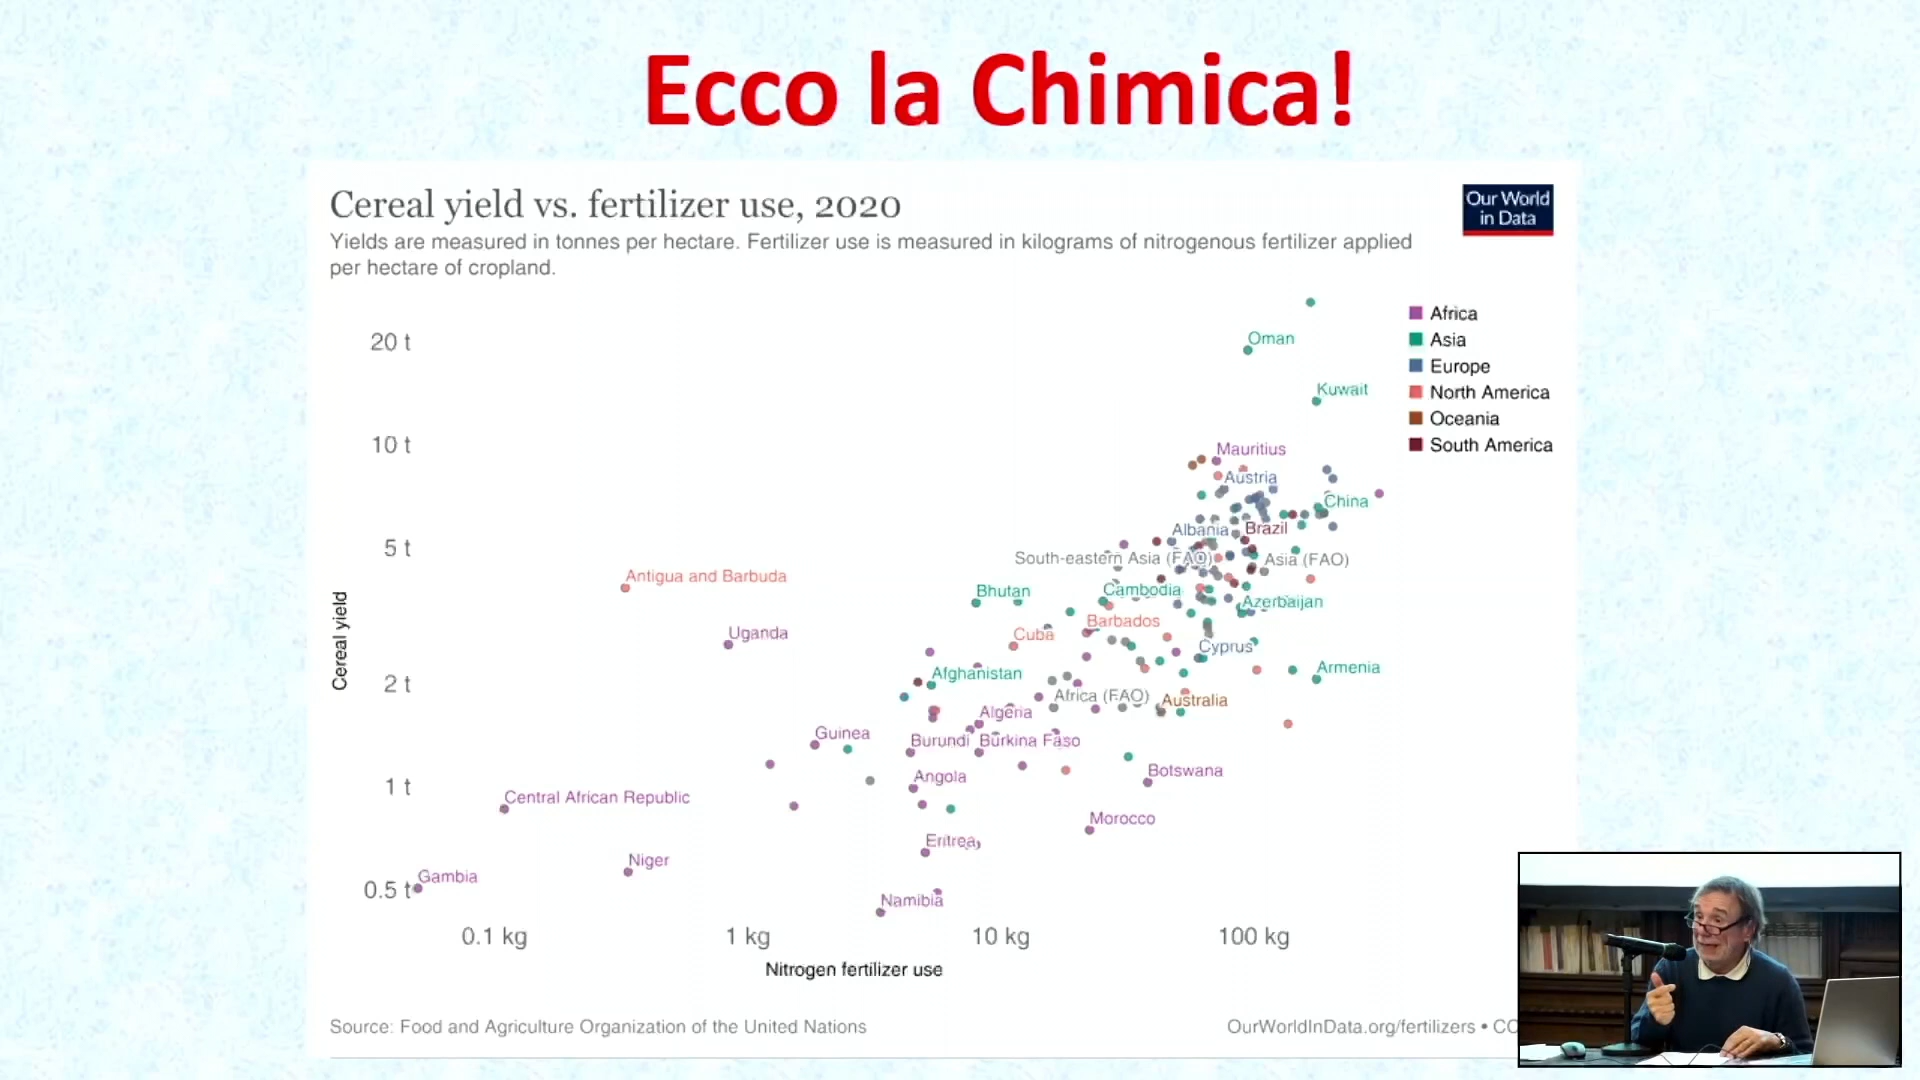 Ecco la Chimica!
Cereal yield vs. fertilizer use, 2020
Our World
in Data
Yields are measured in tonnes per hectare. Fertilizer use is measured in kilograms of nitrogenous fertilizer applied
per hectare of cropland.
Africa
Asia
Europe
North America
Oceania
South America
20 t
10 t
5 t
2 t
1 t
0.5 t
Cereal yield
Oman
Kuwait
Mauritius
Austria
China
Albania
Brazil
South-eastern Asia (FAO)
Asia (FAO)
Antigua and Barbuda
Bhutan
Cambodia
Azerbaijan
Barbados
Uganda
Cuba
Cyprus
Afghanistan
Armenia
Africa (FAO)
Australia
Algeria
Guinea
Burundi
Burkina Faso
Angola
Botswana
Central African Republic
Morocco
Eritrea
Niger
Gambia
Namibia
0.1 kg
1 kg
10 kg
100 kg
Nitrogen fertilizer use
Source: Food and Agriculture Organization of the United Nations
OurWorldInData.org/fertilizers • CC